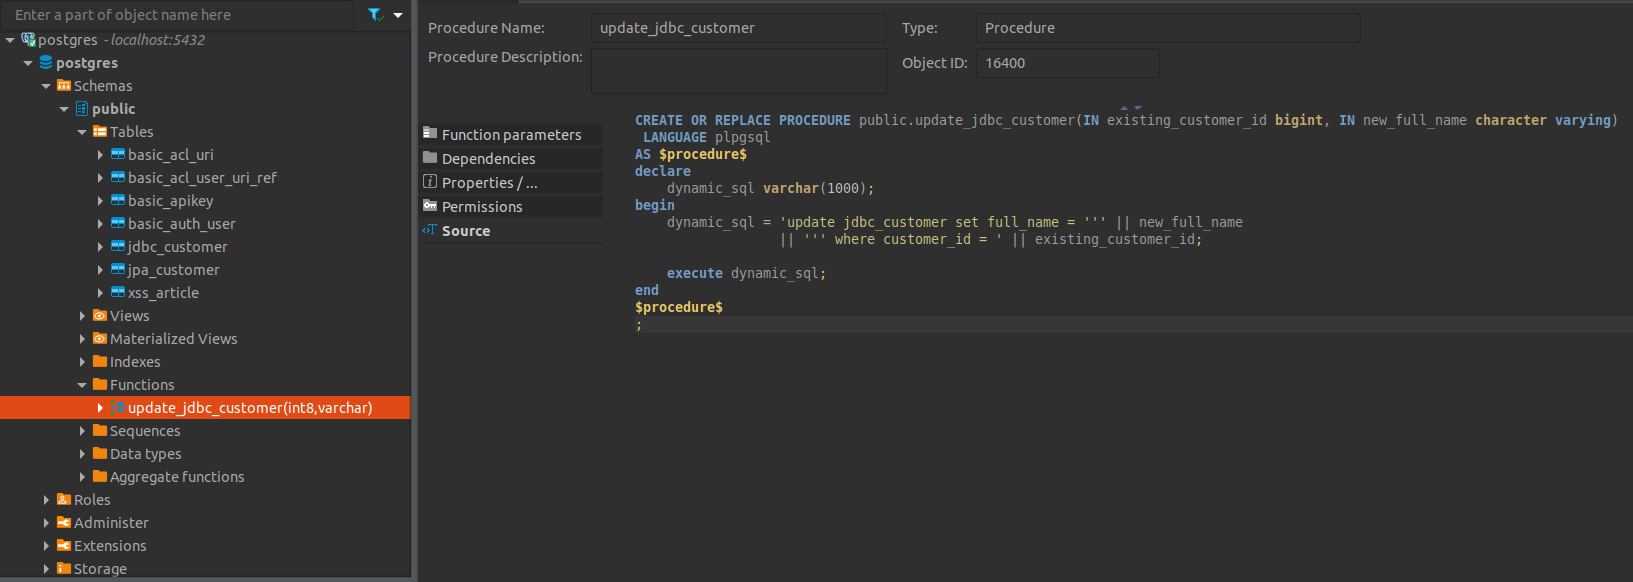 Enter a part of object name here
postgres - localhost:5432
postgres
Schemas
public
Tables
basic_acl_uri
basic_acl_user_uri_ref
basic_apikey
basic_auth_user
jdbc_customer
jpa_customer
xss_article
Views
Materialized Views
Indexes
Functions
update_jdbc_customer(int8,varchar)
Sequences
Data types
Aggregate functions
Roles
Administer
Extensions
Storage
Procedure Name: update_jdbc_customer Type: Procedure
Procedure Description: Object ID: 16400
Function parameters
Dependencies
Properties / ...
Permissions
Source
CREATE OR REPLACE PROCEDURE public.update_jdbc_customer(IN existing_customer_id bigint, IN new_full_name character varying)
LANGUAGE plpgsql
AS $procedure$
declare
dynamic_sql varchar(1000);
begin
dynamic_sql = 'update jdbc_customer set full_name = ''' || new_full_name
|| ''' where customer_id = ' || existing_customer_id;
execute dynamic_sql;
end
$procedure$
;